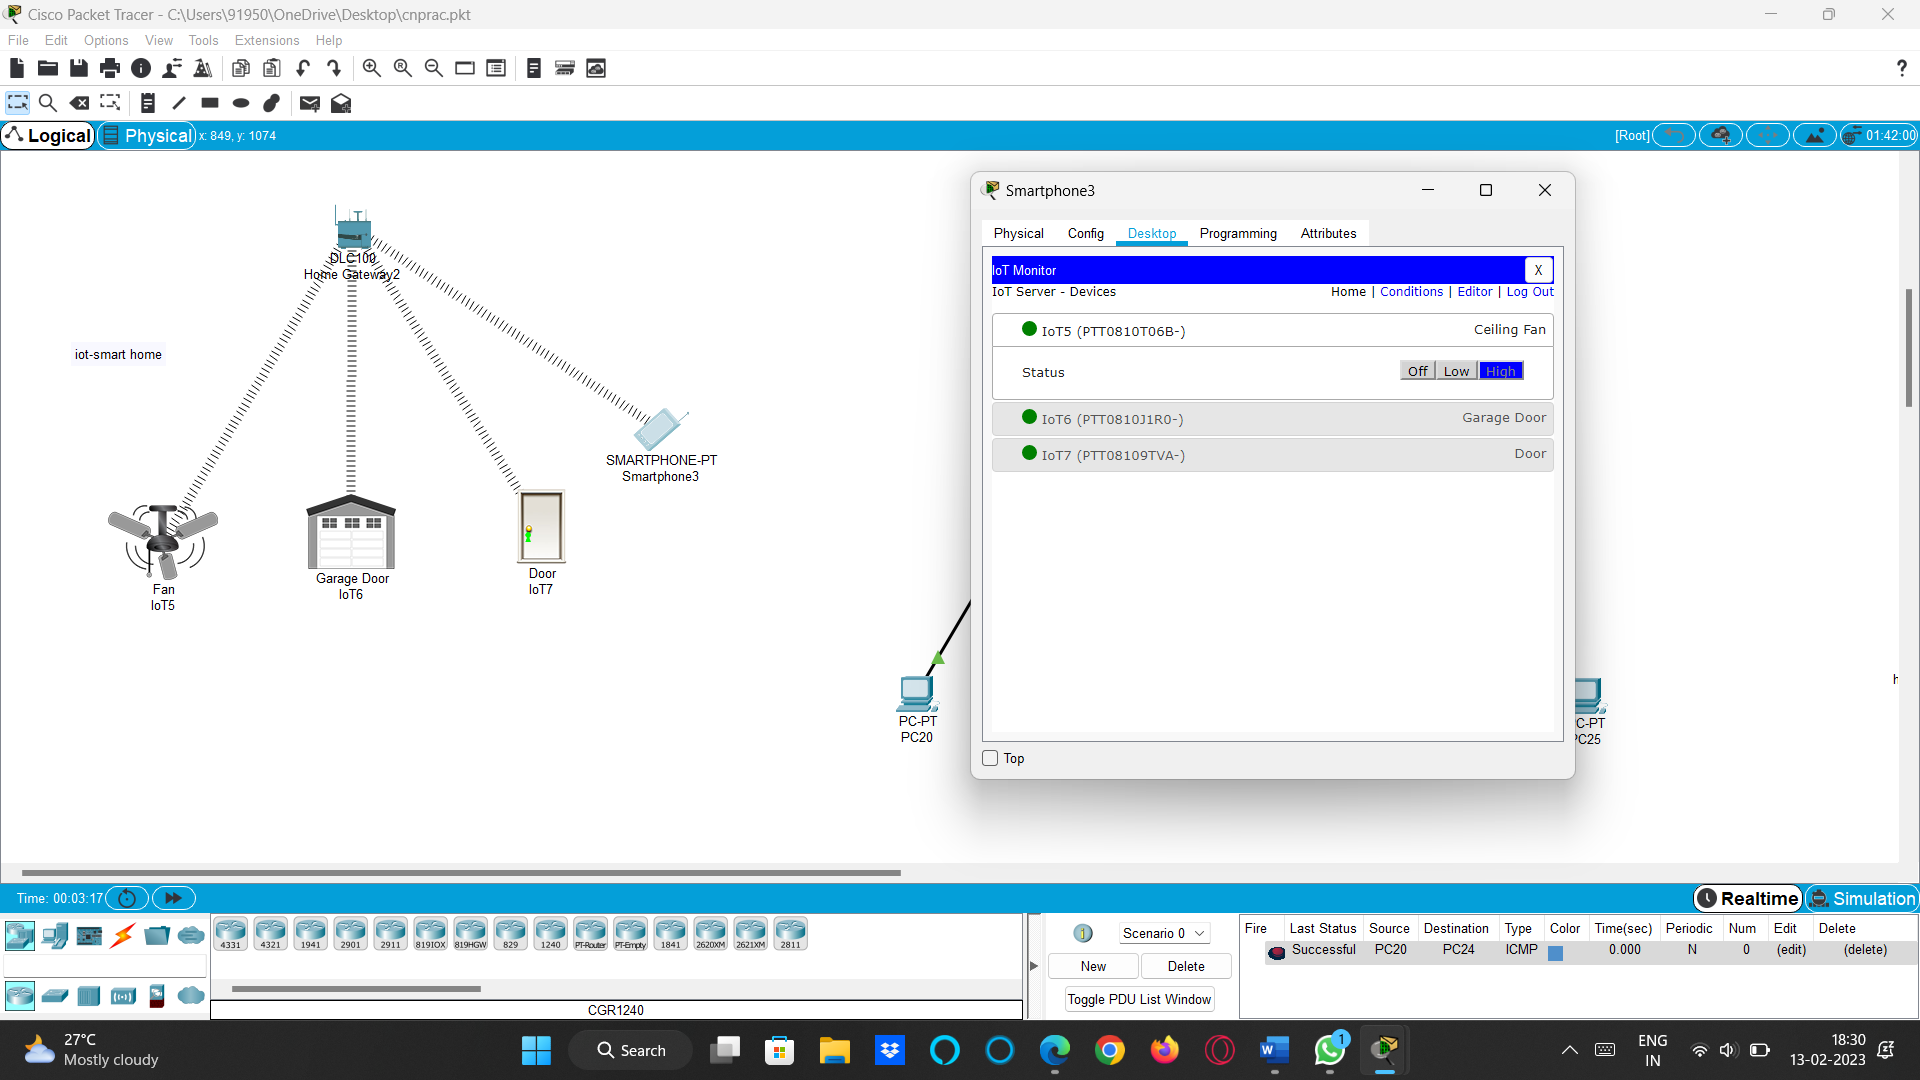 Cisco Packet Tracer - C:\Users\91950\OneDrive\Desktop\cnprac.pkt
File Edit Options View Tools Extensions Help
?
Logical Physical x: 849, y: 1074 [Root] 01:42:00
DLC100
Home Gateway2
iot-smart home
SMARTPHONE-PT
Smartphone3
Fan
IoT5
Garage Door
IoT6
Door
IoT7
PC-PT
PC20
Smartphone3
Physical Config Desktop Programming Attributes
IoT Monitor X
IoT Server - Devices Home | Conditions | Editor | Log Out
IoT5 (PTT0810T06B-) Ceiling Fan
Status Off Low High
IoT6 (PTT0810J1R0-) Garage Door
IoT7 (PTT08109TVA-) Door
Top
C-PT
PC25
h
Time: 00:03:17 Realtime Simulation
4331 4321 1941 2901 2911 819IOX 819HGW 829 1240 PT-Router PT-Empty 1841 2620XM 2621XM 2811
CGR1240
1 Scenario 0
New Delete
Toggle PDU List Window
Fire Last Status Source Destination Type Color Time(sec) Periodic Num Edit Delete
Successful PC20 PC24 ICMP 0.000 N 0 (edit) (delete)
27°C
Mostly cloudy
Search
W
1
ENG
IN
18:30
13-02-2023